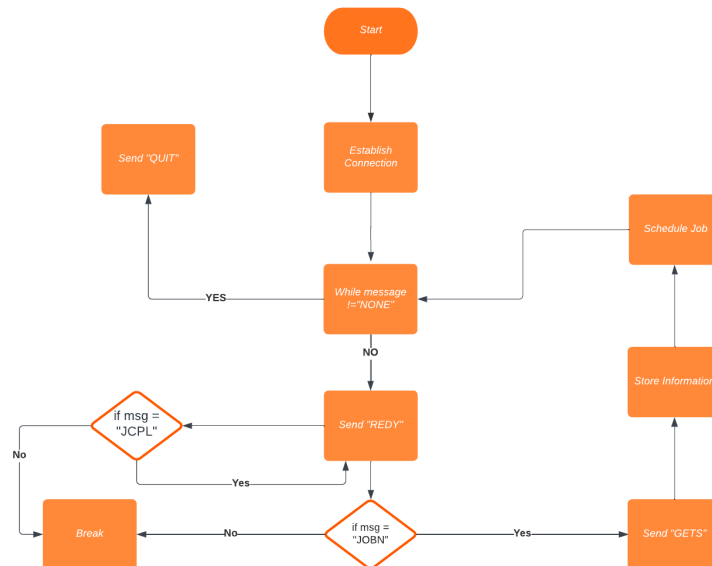 Start
Establish
Connection
Send "QUIT"
Schedule Job
While message
!="NONE"
YES
NO
Store Information
if msg =
"JCPL"
Send "REDY"
No
Yes
Break
No
if msg =
"JOBN"
Yes
Send "GETS"